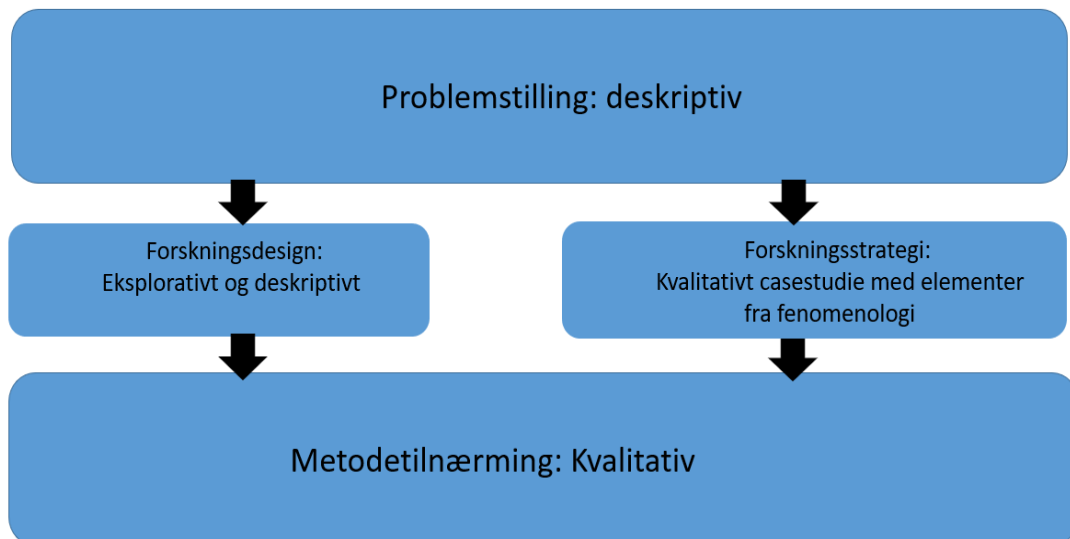 Problemstilling: deskriptiv
Forskningsdesign:
Eksplorativt og deskriptivt
Forskningsstrategi:
Kvalitativt casestudie med elementer
fra fenomenologi
Metodetilnærming: Kvalitativ